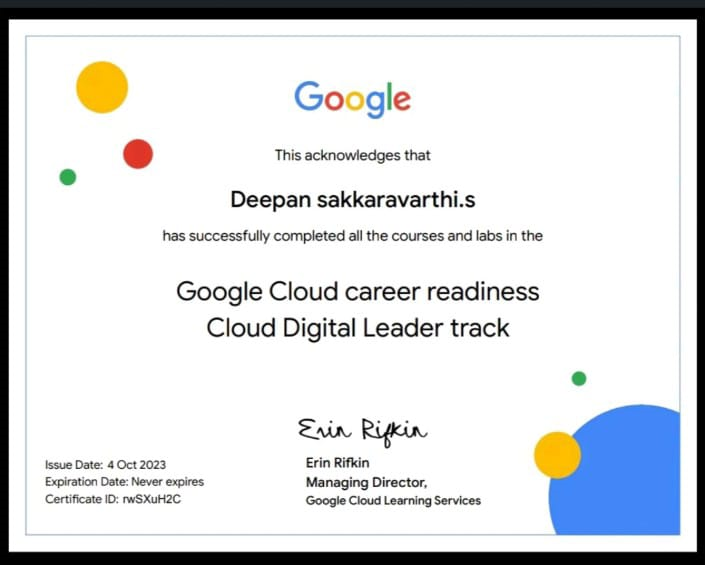 Google
This acknowledges that
Deepan sakkaravarthi.s
has successfully completed all the courses and labs in the
Google Cloud career readiness
Cloud Digital Leader track
Erin Rifkin
Issue Date: 4 Oct 2023
Expiration Date: Never expires
Certificate ID: rwSXuH2C
Erin Rifkin
Managing Director,
Google Cloud Learning Services